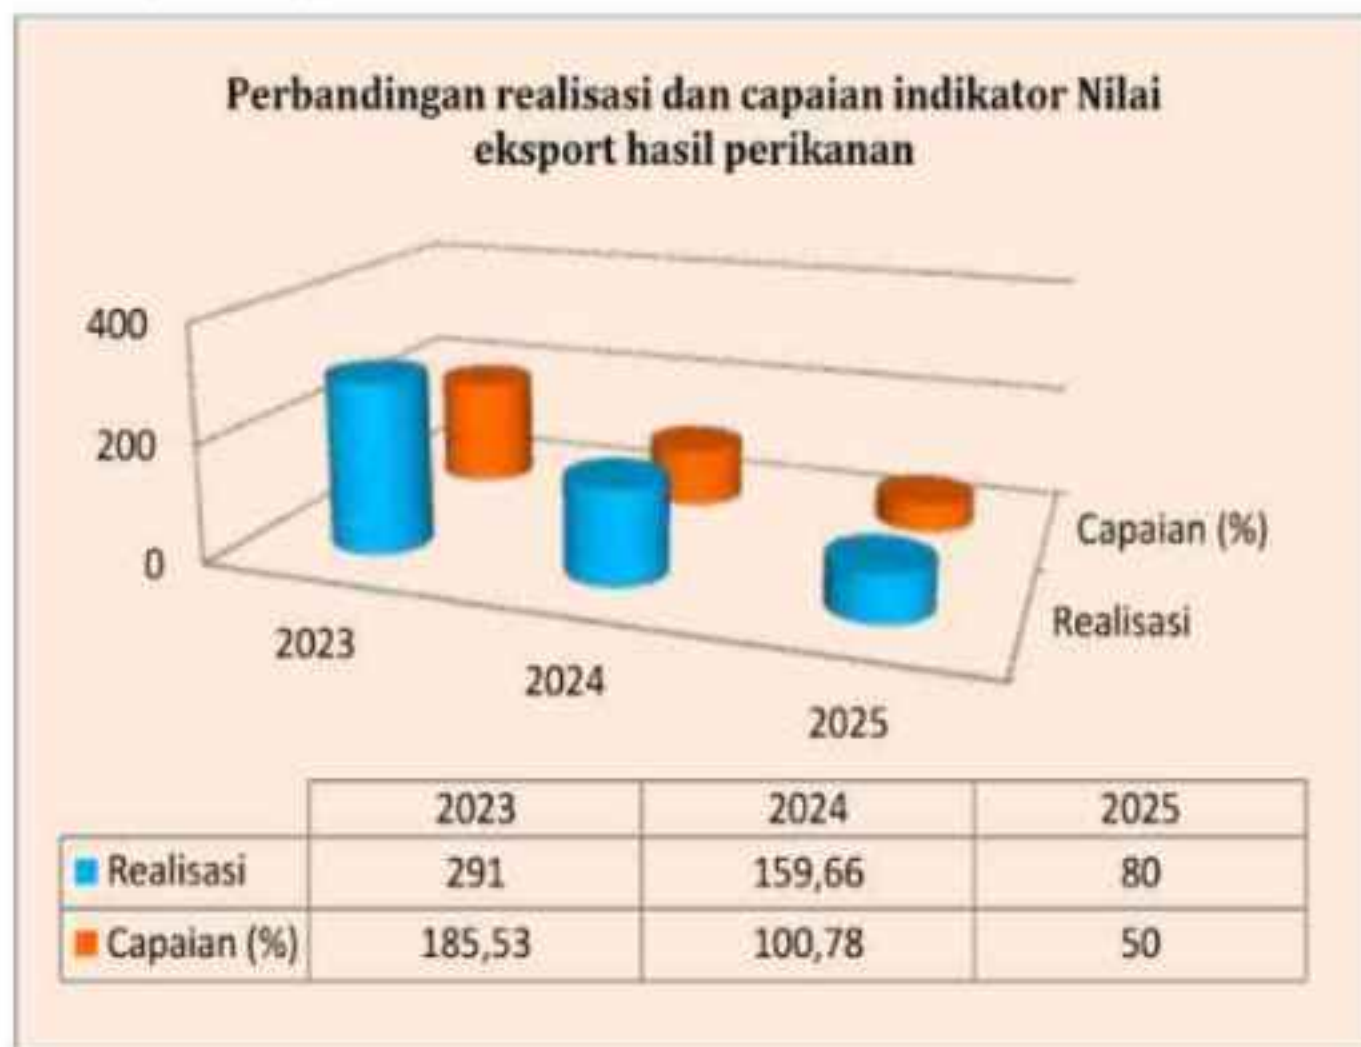 Perbandingan realisasi dan capaian indikator Nilai
eksport hasil perikanan
400
200
0
Capaian (%)
Realisasi
2023
2024
2025
2023 2024 2025
Realisasi 291 159,66 80
Capaian (%) 185,53 100,78 50